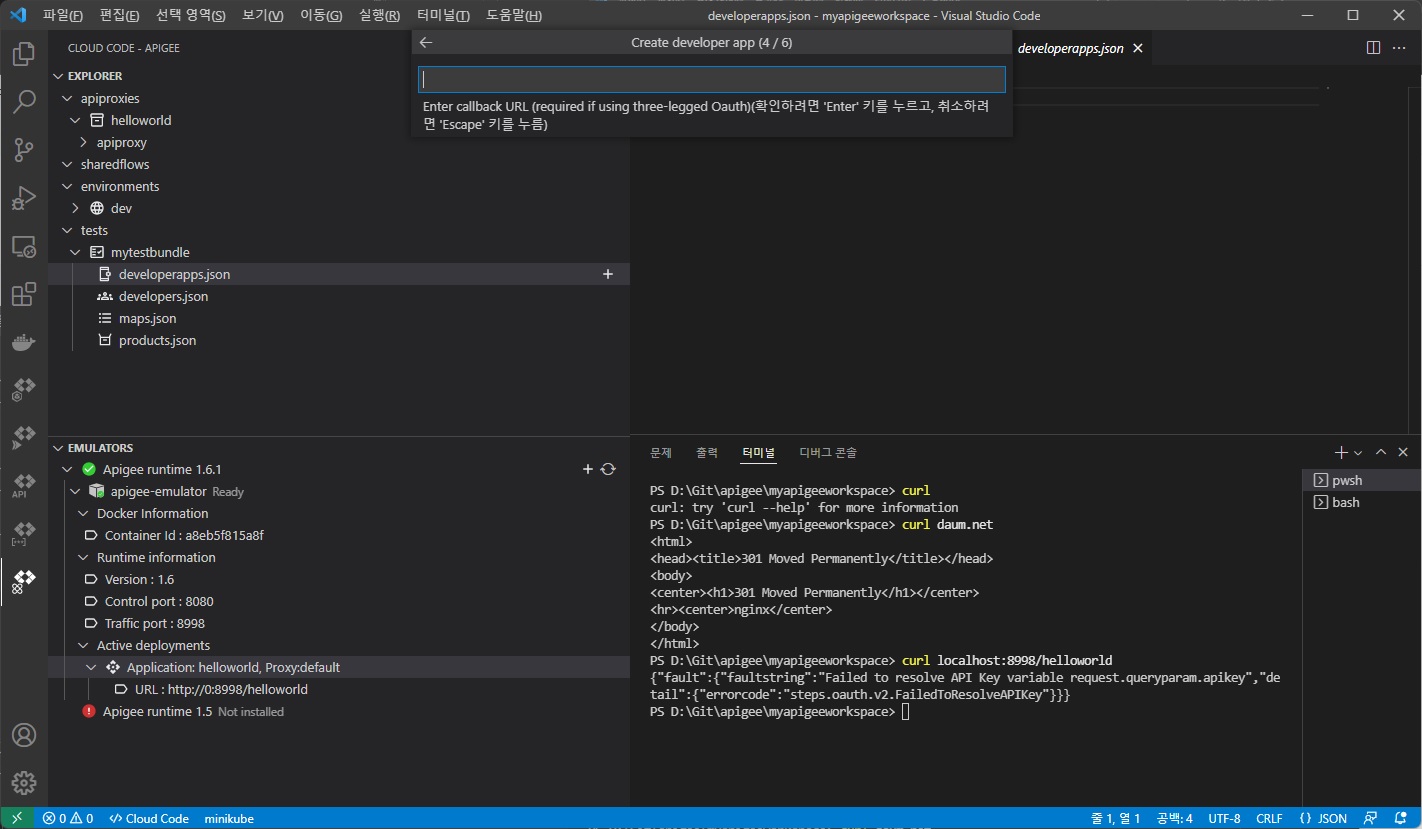 파일(F) 편집(E) 선택 영역(S) 보기(V) 이동(G) 실행(R) 터미널(T) 도움말(H)
developerapps.json - myapigeeworkspace - Visual Studio Code
CLOUD CODE - APIGEE
Create developer app (4 / 6)
Enter callback URL (required if using three-legged Oauth)(확인하려면 'Enter' 키를 누르고, 취소하려
면 'Escape' 키를 누름)
developerapps.json
EXPLORER
apiproxies
helloworld
apiproxy
sharedflows
environments
dev
tests
mytestbundle
developerapps.json
developers.json
maps.json
products.json
EMULATORS
Apigee runtime 1.6.1
apigee-emulator Ready
Docker Information
Container Id : a8eb5f815a8f
Runtime information
Version : 1.6
Control port : 8080
Traffic port : 8998
Active deployments
Application: helloworld, Proxy:default
URL : http://0:8998/helloworld
Apigee runtime 1.5 Not installed
API
문제 출력 터미널 디버그 콘솔
PS D:\Git\apigee\myapigeeworkspace> curl
curl: try 'curl --help' for more information
PS D:\Git\apigee\myapigeeworkspace> curl daum.net
<html>
<head><title>301 Moved Permanently</title></head>
<body>
<center><h1>301 Moved Permanently</h1></center>
<hr><center>nginx</center>
</body>
</html>
PS D:\Git\apigee\myapigeeworkspace> curl localhost:8998/helloworld
{"fault":{"faultstring":"Failed to resolve API Key variable request.queryparam.apikey","de
tail":{"errorcode":"steps.oauth.v2.FailedToResolveAPIKey"}}}
PS D:\Git\apigee\myapigeeworkspace>
pwsh
bash
0 0 Cloud Code minikube
줄 1, 열 1 공백: 4 UTF-8 CRLF {} JSON